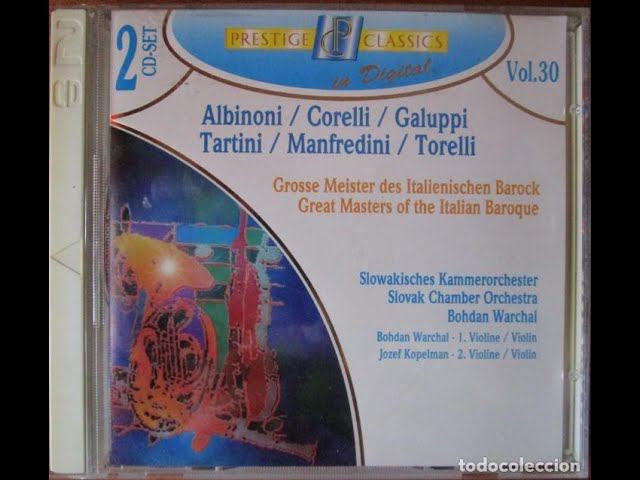 2
CD-SET
PRESTIGE CP CLASSICS
in Digital
Vol.30
Albinoni / Corelli / Galuppi
Tartini / Manfredini / Torelli
Grosse Meister des Italienischen Barock
Great Masters of the Italian Baroque
Slowakisches Kammerorchester
Slovak Chamber Orchestra
Bohdan Warchal
Bohdan Warchal - 1. Violine / Violin
Jozef Kopelman - 2. Violine / Violin
todocoleccion